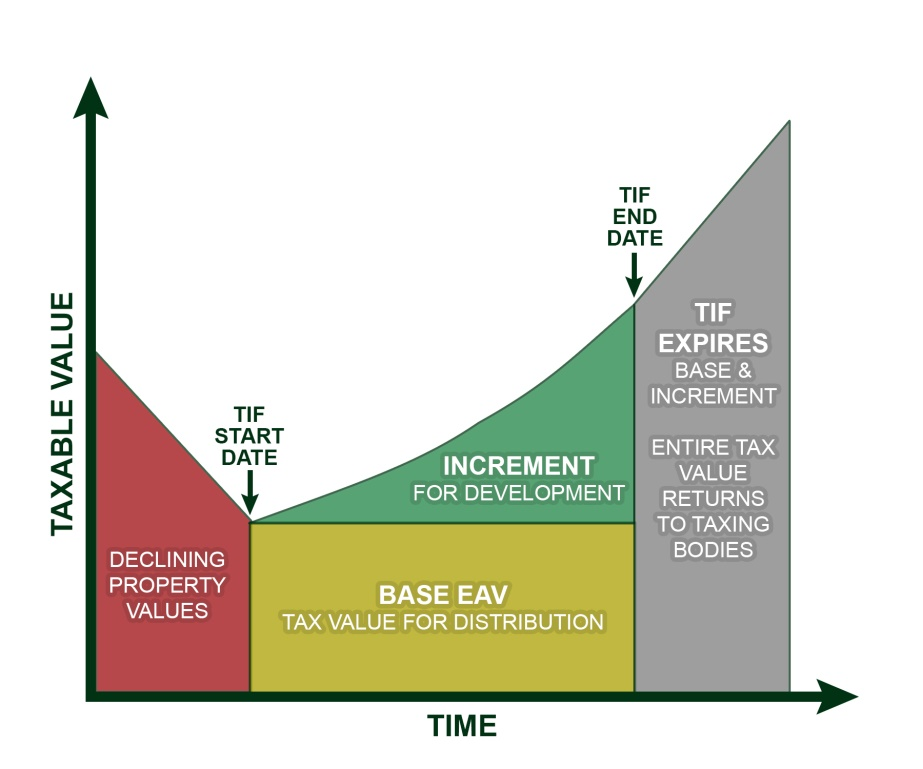 TAXABLE VALUE
DECLINING
PROPERTY
VALUES
TIF
START
DATE
INCREMENT
FOR DEVELOPMENT
BASE EAV
TAX VALUE FOR DISTRIBUTION
TIF
END
DATE
TIF
EXPIRES
BASE &
INCREMENT
ENTIRE TAX
VALUE
RETURNS
TO TAXING
BODIES
TIME